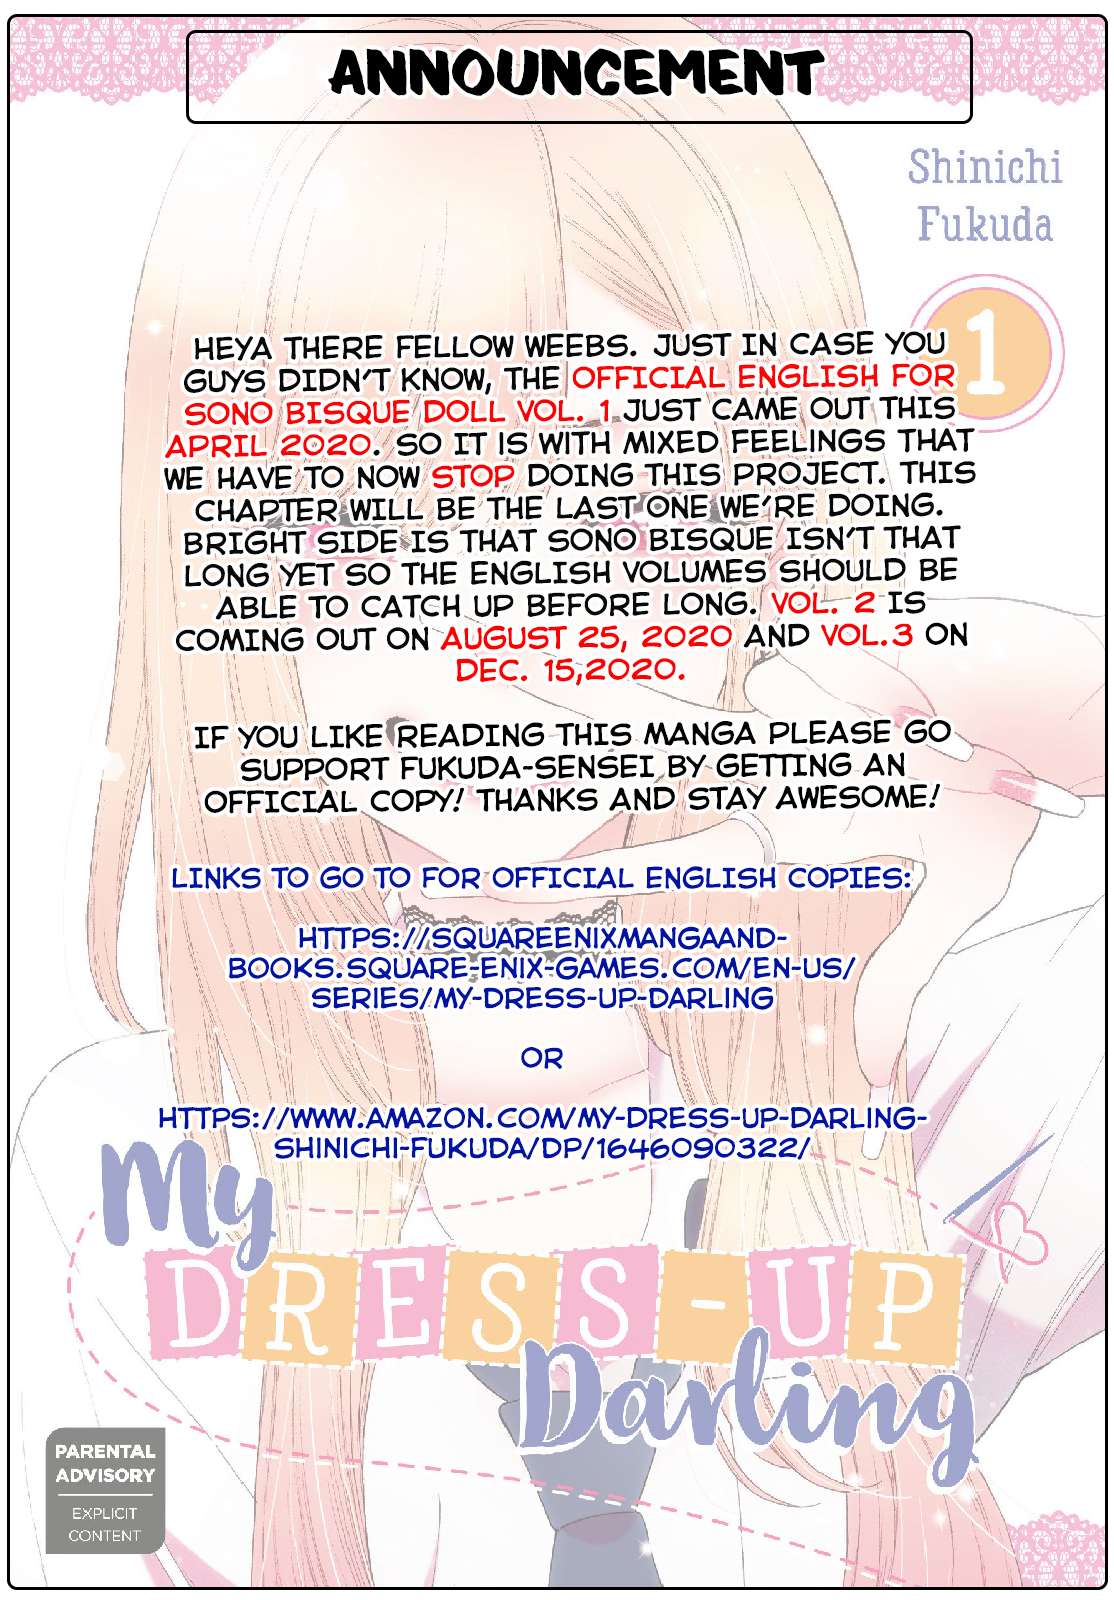 ANNOUNCEMENT
Shinichi
Fukuda
1
HEYA THERE FELLOW WEEBS. JUST IN CASE YOU
GUYS DIDN'T KNOW, THE OFFICIAL ENGLISH FOR
SONO BISQUE DOLL VOL. 1 JUST CAME OUT THIS
APRIL 2020. SO IT IS WITH MIXED FEELINGS THAT
WE HAVE TO NOW STOP DOING THIS PROJECT. THIS
CHAPTER WILL BE THE LAST ONE WE'RE DOING.
BRIGHT SIDE IS THAT SONO BISQUE ISN'T THAT
LONG YET SO THE ENGLISH VOLUMES SHOULD BE
ABLE TO CATCH UP BEFORE LONG. VOL. 2 IS
COMING OUT ON AUGUST 25, 2020 AND VOL.3 ON
DEC. 15,2020.
IF YOU LIKE READING THIS MANGA PLEASE GO
SUPPORT FUKUDA-SENSEI BY GETTING AN
OFFICIAL COPY! THANKS AND STAY AWESOME!
LINKS TO GO TO FOR OFFICIAL ENGLISH COPIES:
HTTPS://SQUAREENIXMANGAAND-
BOOKS.SQUARE-ENIX-GAMES.COM/EN-US/
SERIES/MY-DRESS-UP-DARLING
OR
HTTPS://WWW.AMAZON.COM/MY-DRESS-UP-DARLING-
SHINICHI-FUKUDA/DP/1646090322/
My
DRESS-UP
Darling
PARENTAL
ADVISORY
EXPLICIT
CONTENT